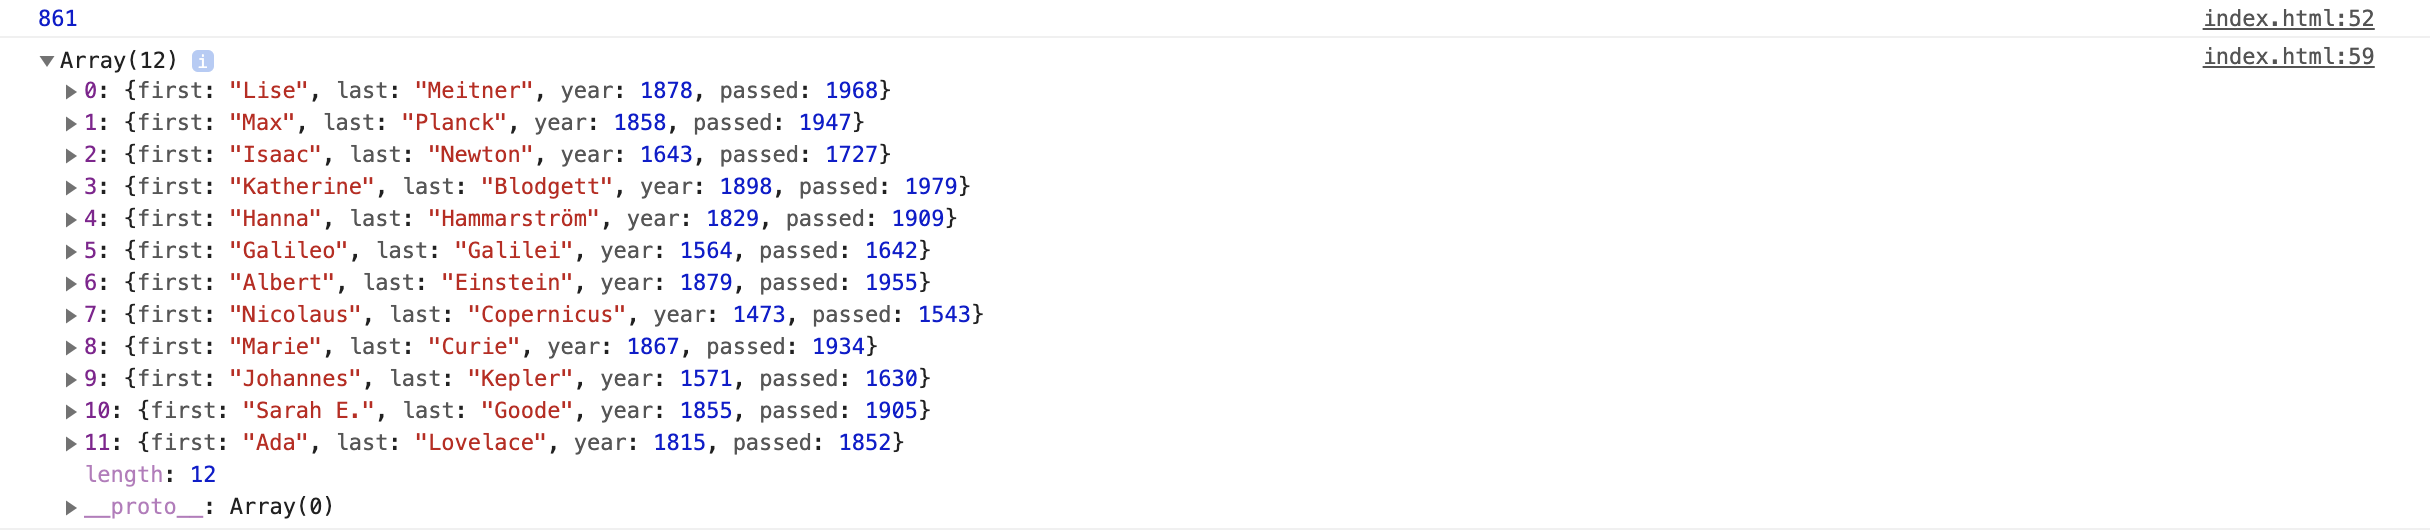 861 index.html:52
▼Array(12) i index.html:59
▶0: {first: "Lise", last: "Meitner", year: 1878, passed: 1968}
▶1: {first: "Max", last: "Planck", year: 1858, passed: 1947}
▶2: {first: "Isaac", last: "Newton", year: 1643, passed: 1727}
▶3: {first: "Katherine", last: "Blodgett", year: 1898, passed: 1979}
▶4: {first: "Hanna", last: "Hammarström", year: 1829, passed: 1909}
▶5: {first: "Galileo", last: "Galilei", year: 1564, passed: 1642}
▶6: {first: "Albert", last: "Einstein", year: 1879, passed: 1955}
▶7: {first: "Nicolaus", last: "Copernicus", year: 1473, passed: 1543}
▶8: {first: "Marie", last: "Curie", year: 1867, passed: 1934}
▶9: {first: "Johannes", last: "Kepler", year: 1571, passed: 1630}
▶10: {first: "Sarah E.", last: "Goode", year: 1855, passed: 1905}
▶11: {first: "Ada", last: "Lovelace", year: 1815, passed: 1852}
length: 12
▶__proto__: Array(0)